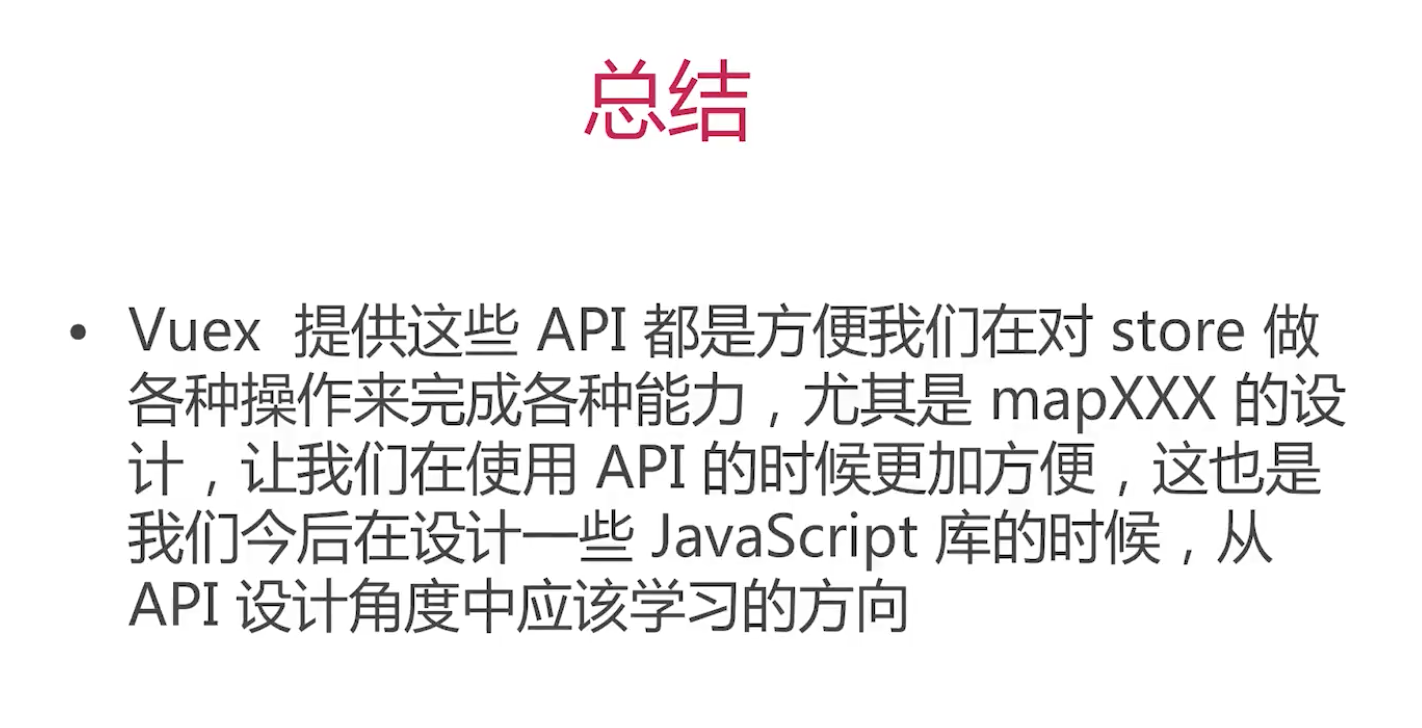 总结
• Vuex 提供这些 API 都是方便我们在对 store 做
各种操作来完成各种能力，尤其是 mapXXX 的设
计，让我们在使用 API 的时候更加方便，这也是
我们今后在设计一些 JavaScript 库的时候，从
API 设计角度中应该学习的方向